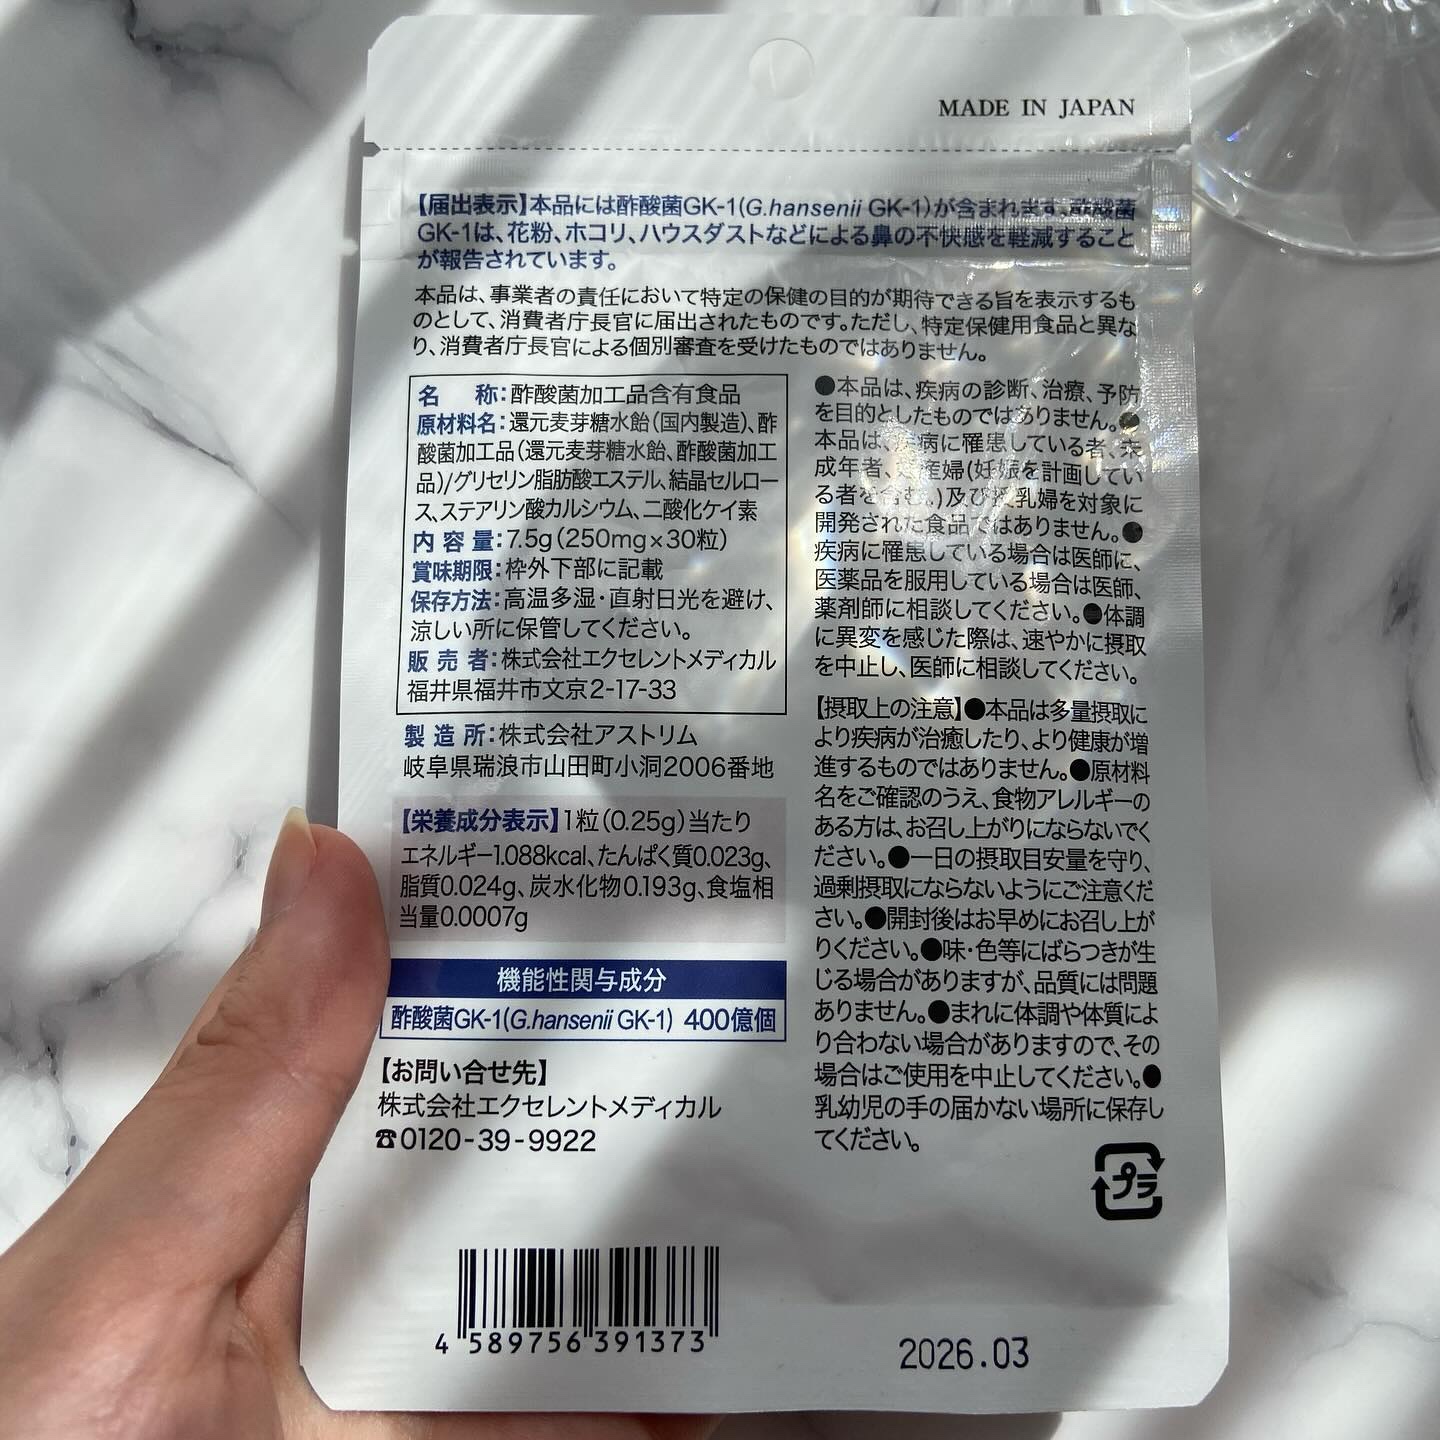 MADE IN JAPAN
【届出表示】本品には酢酸菌GK-1(G.hansenii GK-1)が含まれます。酢酸菌
GK-1は、花粉、ホコリ、ハウスダストなどによる鼻の不快感を軽減すること
が報告されています。
本品は、事業者の責任において特定の保健の目的が期待できる旨を表示するも
のとして、消費者庁長官に届出されたものです。ただし、特定保健用食品と異な
り、消費者庁長官による個別審査を受けたものではありません。
名 称:酢酸菌加工品含有食品
原材料名:還元麦芽糖水飴(国内製造)、酢
酸菌加工品(還元麦芽糖水飴、酢酸菌加工
品)/グリセリン脂肪酸エステル、結晶セルロー
ス、ステアリン酸カルシウム、二酸化ケイ素
内容量:7.5g(250mg×30粒)
賞味期限:枠外下部に記載
保存方法:高温多湿・直射日光を避け、
涼しい所に保管してください。
販売者:株式会社エクセレントメディカル
福井県福井市文京2-17-33
製造所:株式会社アストリム
岐阜県瑞浪市山田町小洞2006番地
【栄養成分表示】1粒(0.25g)当たり
エネルギー1.088kcal、たんぱく質0.023g、
脂質0.024g、炭水化物0.193g、食塩相
当量0.0007g
機能性関与成分
酢酸菌GK-1(G.hansenii GK-1) 400億個
【お問い合せ先】
株式会社エクセレントメディカル
☎0120-39-9922
●本品は、疾病の診断、治療、予防
を目的としたものではありません。●
本品は、疾病に罹患している者、未
成年者、妊産婦(妊娠を計画してい
る者を含む。)及び授乳婦を対象に
開発された食品ではありません。●
疾病に罹患している場合は医師に、
医薬品を服用している場合は医師、
薬剤師に相談してください。●体調
に異変を感じた際は、速やかに摂取
を中止し、医師に相談してください。
【摂取上の注意】●本品は多量摂取に
より疾病が治癒したり、より健康が増
進するものではありません。●原材料
名をご確認のうえ、食物アレルギーの
ある方は、お召し上がりにならないでく
ださい。●一日の摂取目安量を守り、
過剰摂取にならないようにご注意くだ
さい。●開封後はお早めにお召し上が
りください。●味・色等にばらつきが生
じる場合がありますが、品質には問題
ありません。●まれに体調や体質によ
り合わない場合がありますので、その
場合はご使用を中止してください。●
乳幼児の手の届かない場所に保存し
てください。
プラ
4 589756 391373
2026.03